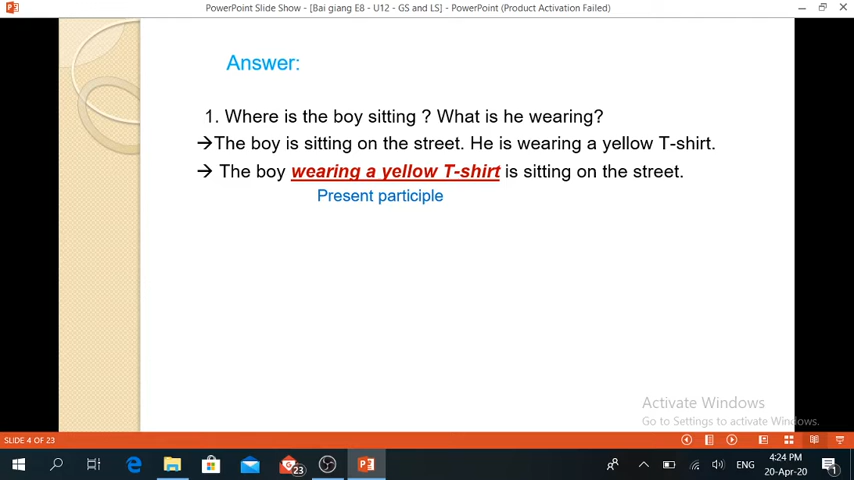 PowerPoint Slide Show - [Bai giang E8 - U12 - GS and LS] - PowerPoint (Product Activation Failed)
Answer:
1. Where is the boy sitting ? What is he wearing?
→The boy is sitting on the street. He is wearing a yellow T-shirt.
→ The boy wearing a yellow T-shirt is sitting on the street.
Present participle
Activate Windows
Go to Settings to activate Windows.
SLIDE 4 OF 23
23
ENG
4:24 PM
20-Apr-20
1